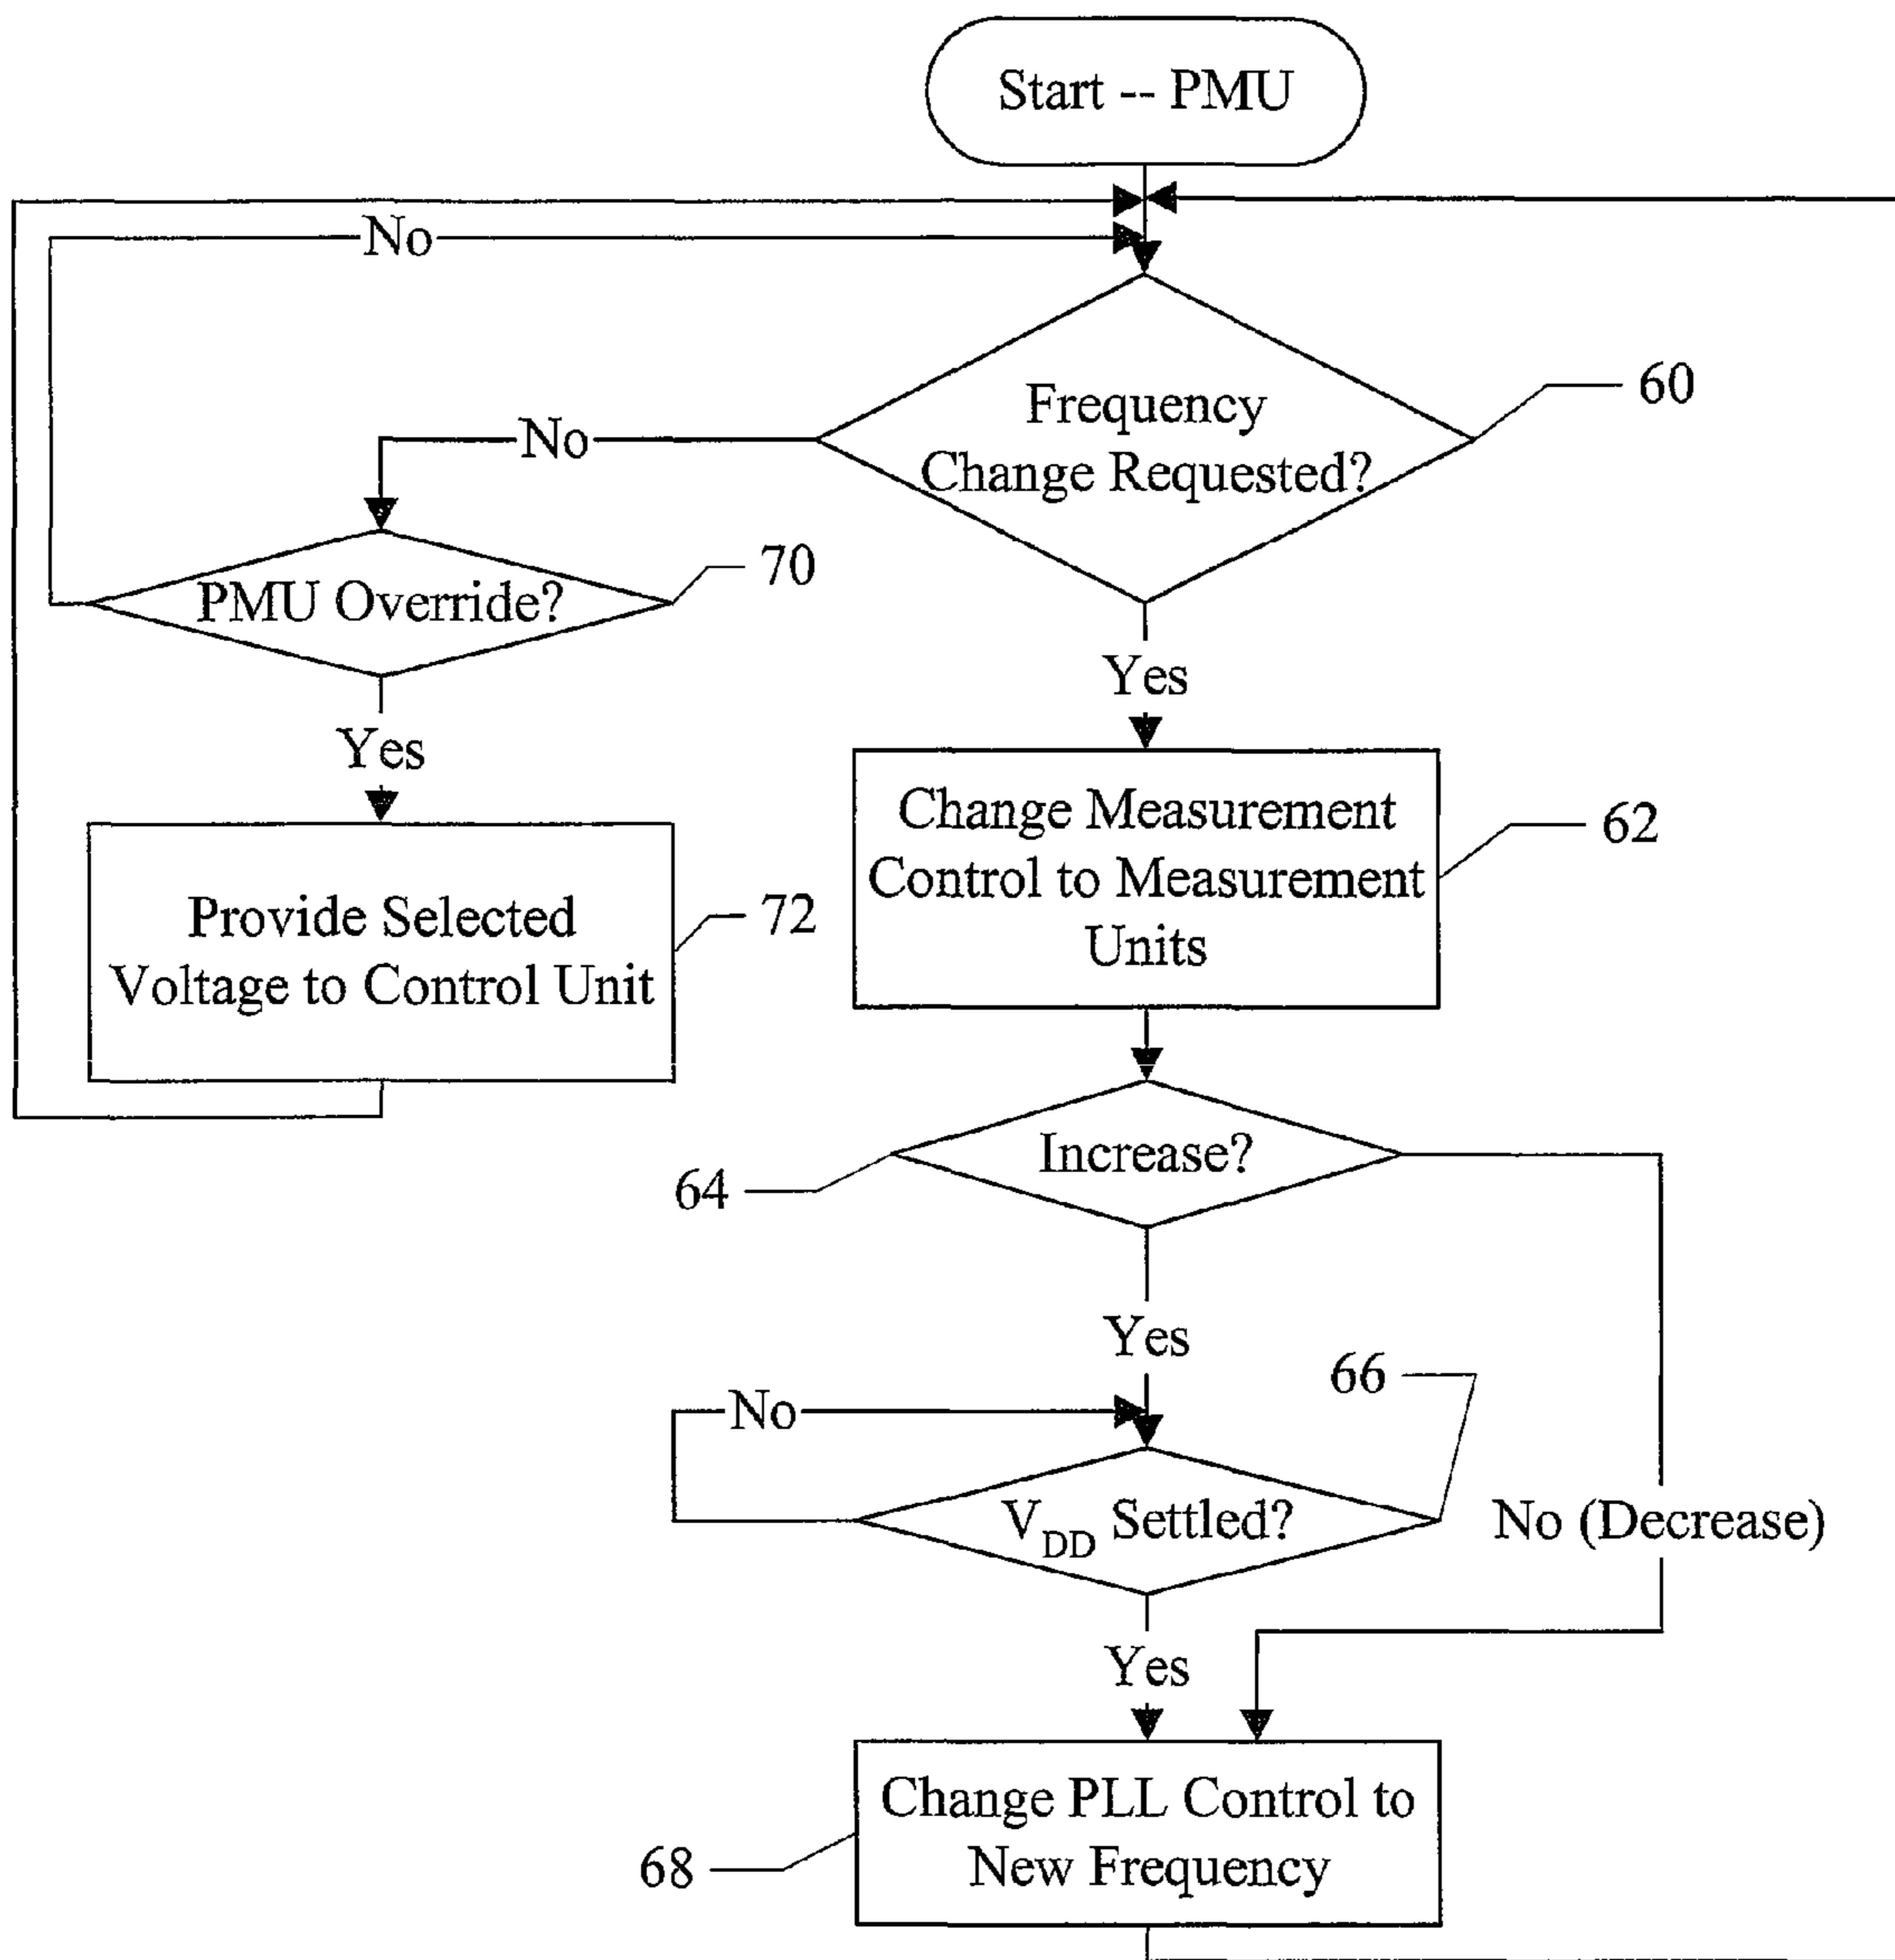 Start -- PMU
No
Frequency
Change Requested?
60
No
PMU Override?
70
Yes
Yes
Change Measurement
Control to Measurement
Units
62
Provide Selected
Voltage to Control Unit
72
Increase?
64
Yes
66
No
VDD Settled?
No (Decrease)
Yes
Change PLL Control to
New Frequency
68